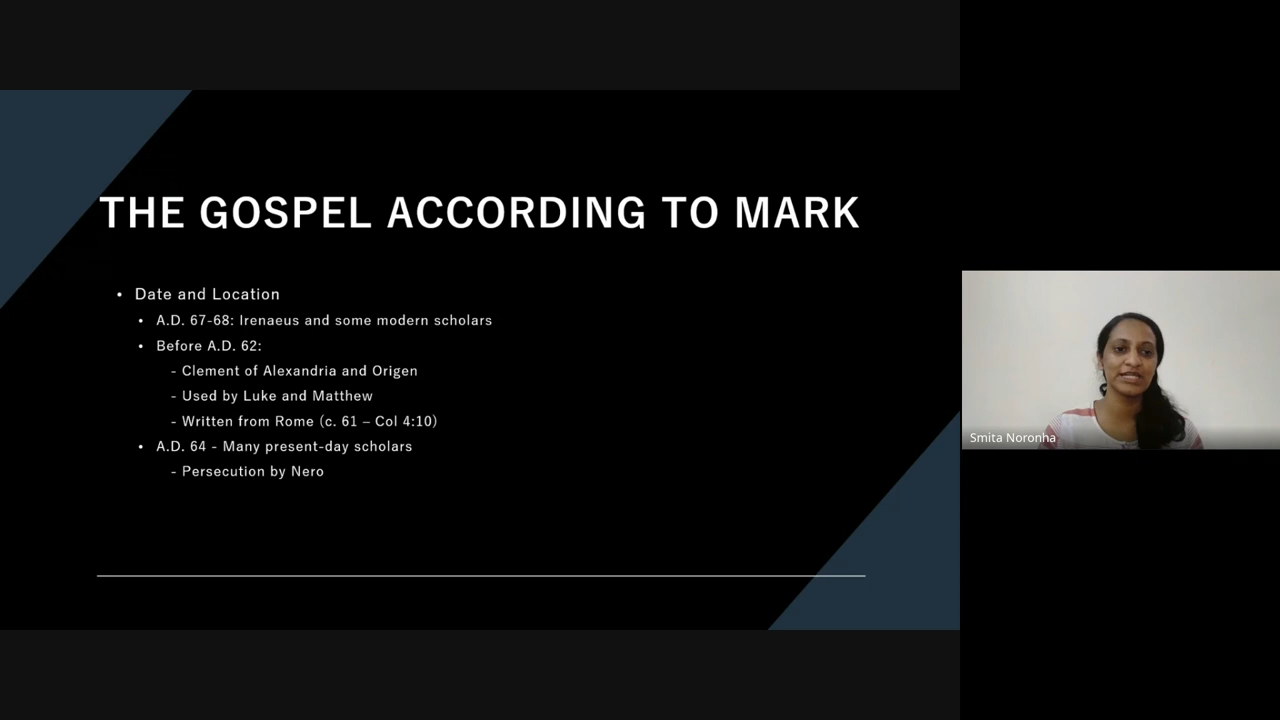 THE GOSPEL ACCORDING TO MARK
• Date and Location
• A.D. 67-68: Irenaeus and some modern scholars
• Before A.D. 62:
- Clement of Alexandria and Origen
- Used by Luke and Matthew
- Written from Rome (c. 61 – Col 4:10)
• A.D. 64 - Many present-day scholars
- Persecution by Nero
Smita Noronha